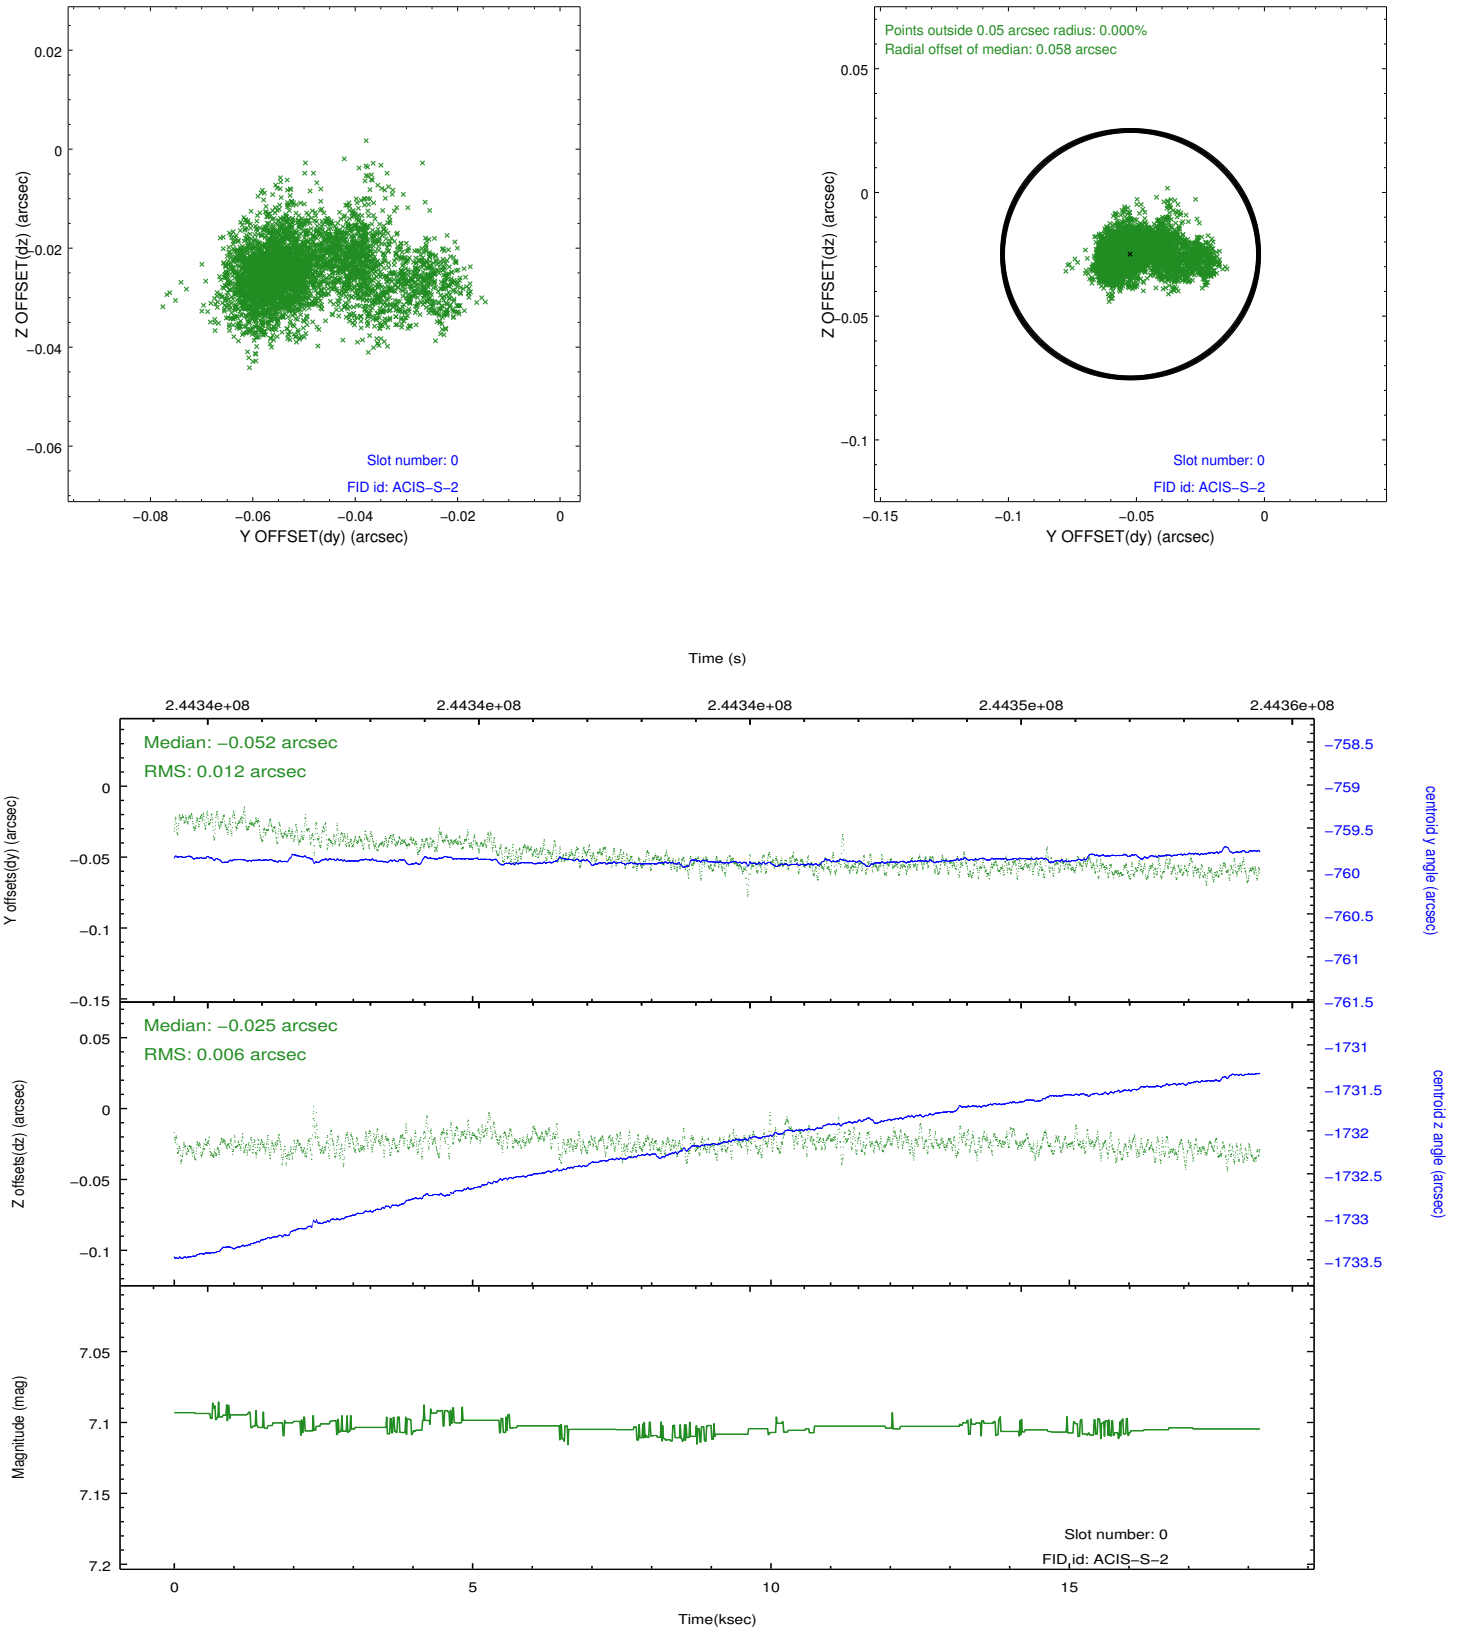 0.02
0
−0.02
−0.04
−0.06
Z OFFSET(dz) (arcsec)
Slot number: 0
FID id: ACIS−S−2
−0.08 −0.06 −0.04 −0.02 0
Y OFFSET(dy) (arcsec)
Points outside 0.05 arcsec radius: 0.000%
Radial offset of median: 0.058 arcsec
0.05
0
−0.05
−0.1
Z OFFSET(dz) (arcsec)
Slot number: 0
FID id: ACIS−S−2
−0.15 −0.1 −0.05 0
Y OFFSET(dy) (arcsec)
Time (s)
2.4434e+08 2.4434e+08 2.4434e+08 2.4435e+08 2.4436e+08
Median: −0.052 arcsec
RMS: 0.012 arcsec
0
−0.05
−0.1
−0.15
Y offsets(dy) (arcsec)
−758.5
−759
−759.5
−760
−760.5
−761
−761.5
centroid y angle (arcsec)
Median: −0.025 arcsec
RMS: 0.006 arcsec
0.05
0
−0.05
−0.1
Z offsets(dz) (arcsec)
−1731
−1731.5
−1732
−1732.5
−1733
−1733.5
centroid z angle (arcsec)
7.05
7.1
7.15
7.2
Magnitude (mag)
Slot number: 0
FID id: ACIS−S−2
0 5 10 15
Time(ksec)